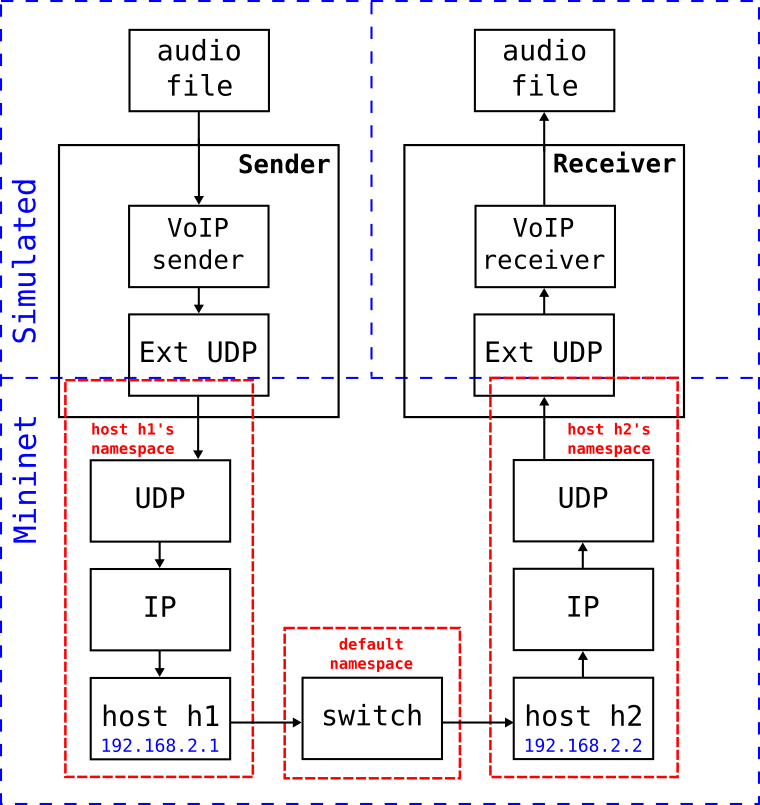 audio
file
audio
file
Sender
Receiver
VoIP
sender
VoIP
receiver
Simulated
Ext UDP
Ext UDP
Mininet
host h1's
namespace
host h2's
namespace
UDP
UDP
IP
IP
default
namespace
host h1
192.168.2.1
switch
host h2
192.168.2.2